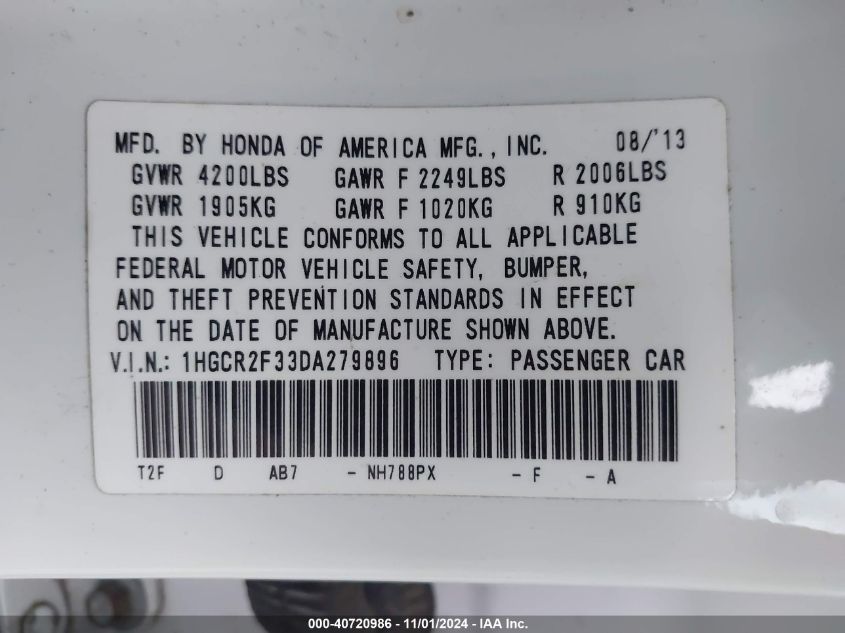 MFD. BY HONDA OF AMERICA MFG., INC. 08/'13
GVWR 4200LBS GAWR F 2249LBS R 2006LBS
GVWR 1905KG GAWR F 1020KG R 910KG
THIS VEHICLE CONFORMS TO ALL APPLICABLE
FEDERAL MOTOR VEHICLE SAFETY, BUMPER,
AND THEFT PREVENTION STANDARDS IN EFFECT
ON THE DATE OF MANUFACTURE SHOWN ABOVE.
V.I.N.: 1HGCR2F33DA279896 TYPE: PASSENGER CAR
T2F D AB7 - NH788PX - F - A
000-40720986 - 11/01/2024 - IAA Inc.